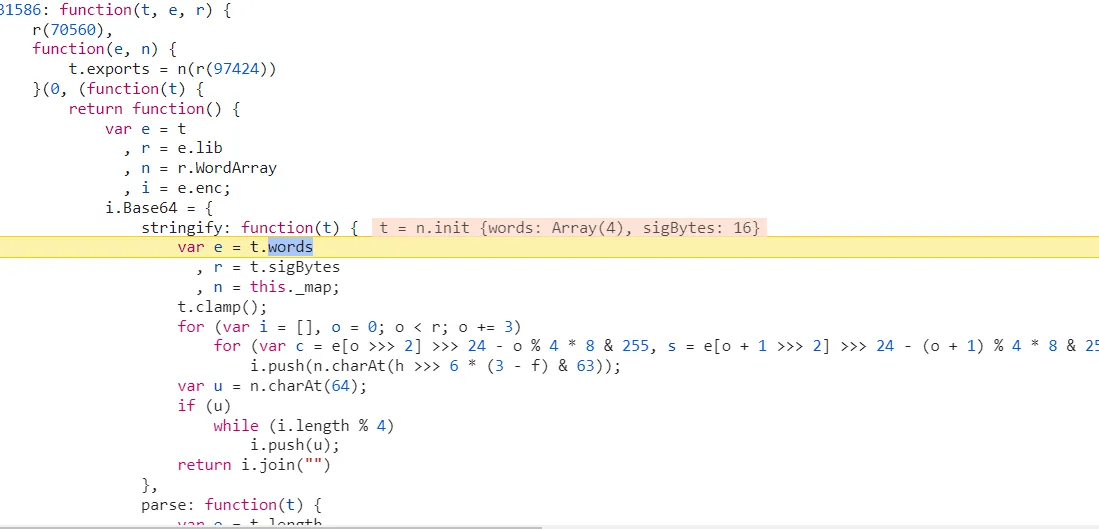 31586: function(t, e, r) {
r(70560),
function(e, n) {
t.exports = n(r(97424))
}(0, (function(t) {
return function() {
var e = t
, r = e.lib
, n = r.WordArray
, i = e.enc;
i.Base64 = {
stringify: function(t) { t = n.init {words: Array(4), sigBytes: 16}
var e = t.words
, r = t.sigBytes
, n = this._map;
t.clamp();
for (var i = [], o = 0; o < r; o += 3)
for (var c = e[o >>> 2] >>> 24 - o % 4 * 8 & 255, s = e[o + 1 >>> 2] >>> 24 - (o + 1) % 4 * 8 & 25
i.push(n.charAt(h >>> 6 * (3 - f) & 63));
var u = n.charAt(64);
if (u)
while (i.length % 4)
i.push(u);
return i.join("")
},
parse: function(t) {
var e = t.length